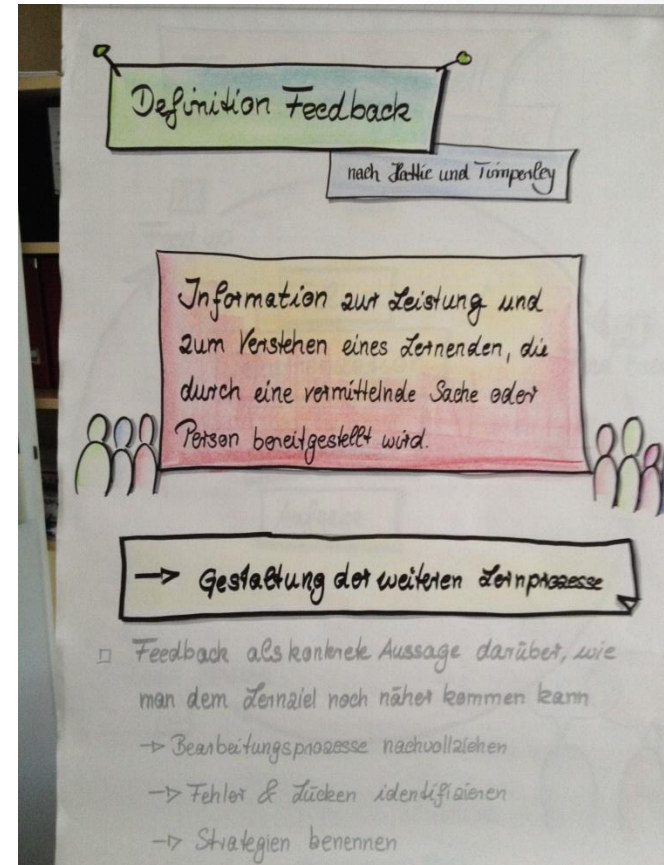 Definition Feedback
nach Hattie und Timperley
Information zur Leistung und
zum Verstehen eines Lernenden, die
durch eine vermittelnde Sache oder
Person bereitgestellt wird.
→ Gestaltung der weiteren Lernprozesse
□ Feedback als konkrete Aussage darüber, wie
man dem Lernziel noch näher kommen kann
→ Bearbeitungsprozesse nachvollziehen
→ Fehler & Lücken identifizieren
→ Strategien benennen